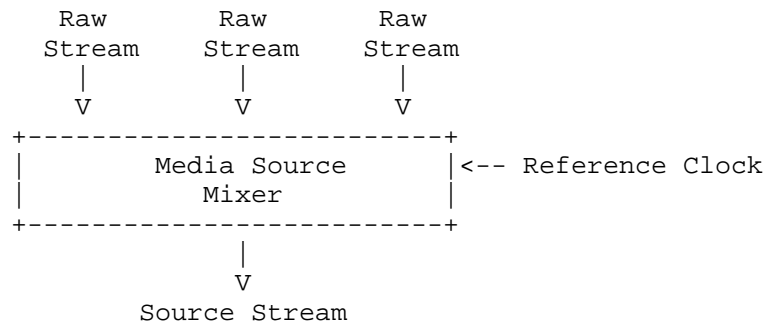 Raw Raw Raw
Stream Stream Stream
| | |
V V V
+--------------------------+
| Media Source |<-- Reference Clock
| Mixer |
+--------------------------+
|
V
Source Stream